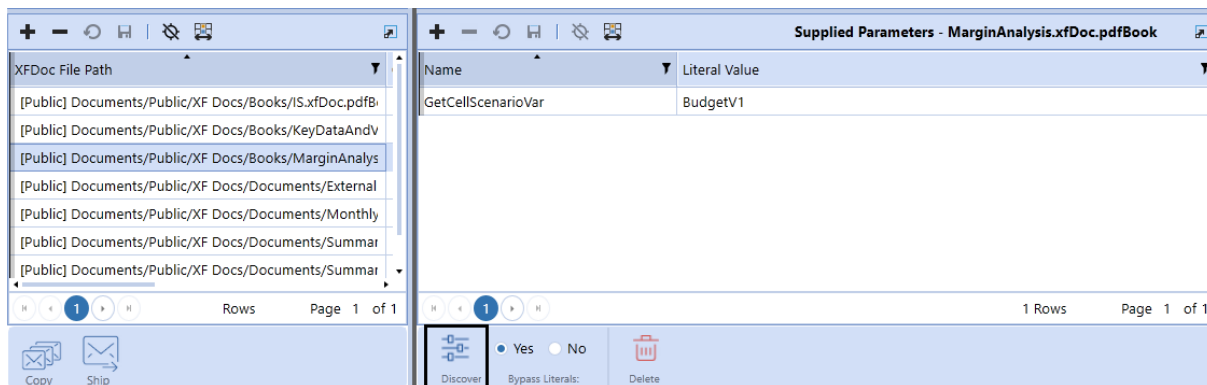 Supplied Parameters - MarginAnalysis.xfDoc.pdfBook
XFDoc File Path
Name
Literal Value
[Public] Documents/Public/XF Docs/Books/IS.xfDoc.pdfB
GetCellScenarioVar
BudgetV1
[Public] Documents/Public/XF Docs/Books/KeyDataAndV
[Public] Documents/Public/XF Docs/Books/MarginAnalys
[Public] Documents/Public/XF Docs/Documents/External
[Public] Documents/Public/XF Docs/Documents/Monthly
[Public] Documents/Public/XF Docs/Documents/Summar
[Public] Documents/Public/XF Docs/Documents/Summar
1
Rows
Page 1 of 1
1
1 Rows
Page 1 of 1
Copy
Ship
Discover
Yes
No
Bypass Literals:
Delete